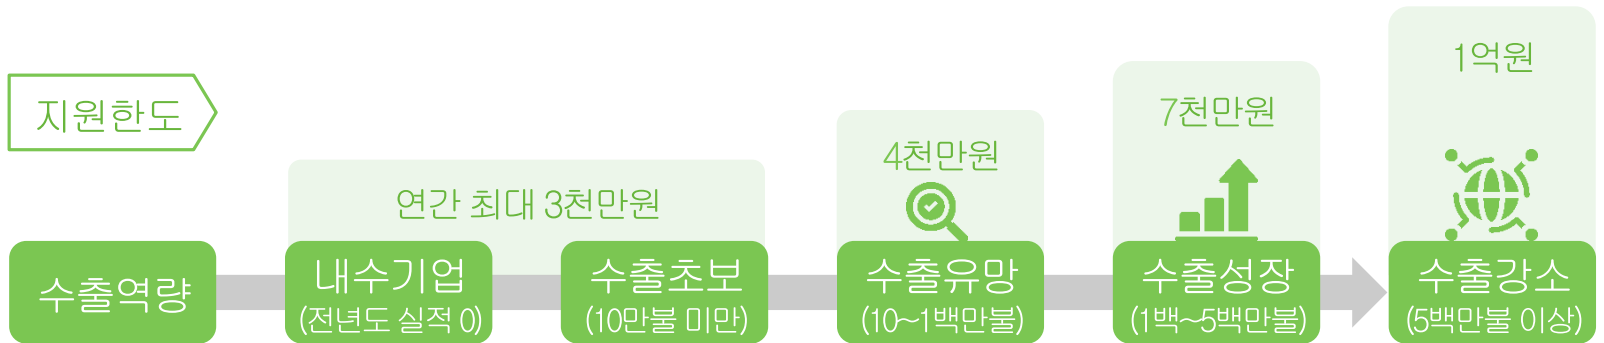 지원한도
연간 최대 3천만원
4천만원
7천만원
1억원
수출역량
내수기업
(전년도 실적 0)
수출초보
(10만불 미만)
수출유망
(10~1백만불)
수출성장
(1백~5백만불)
수출강소
(5백만불 이상)